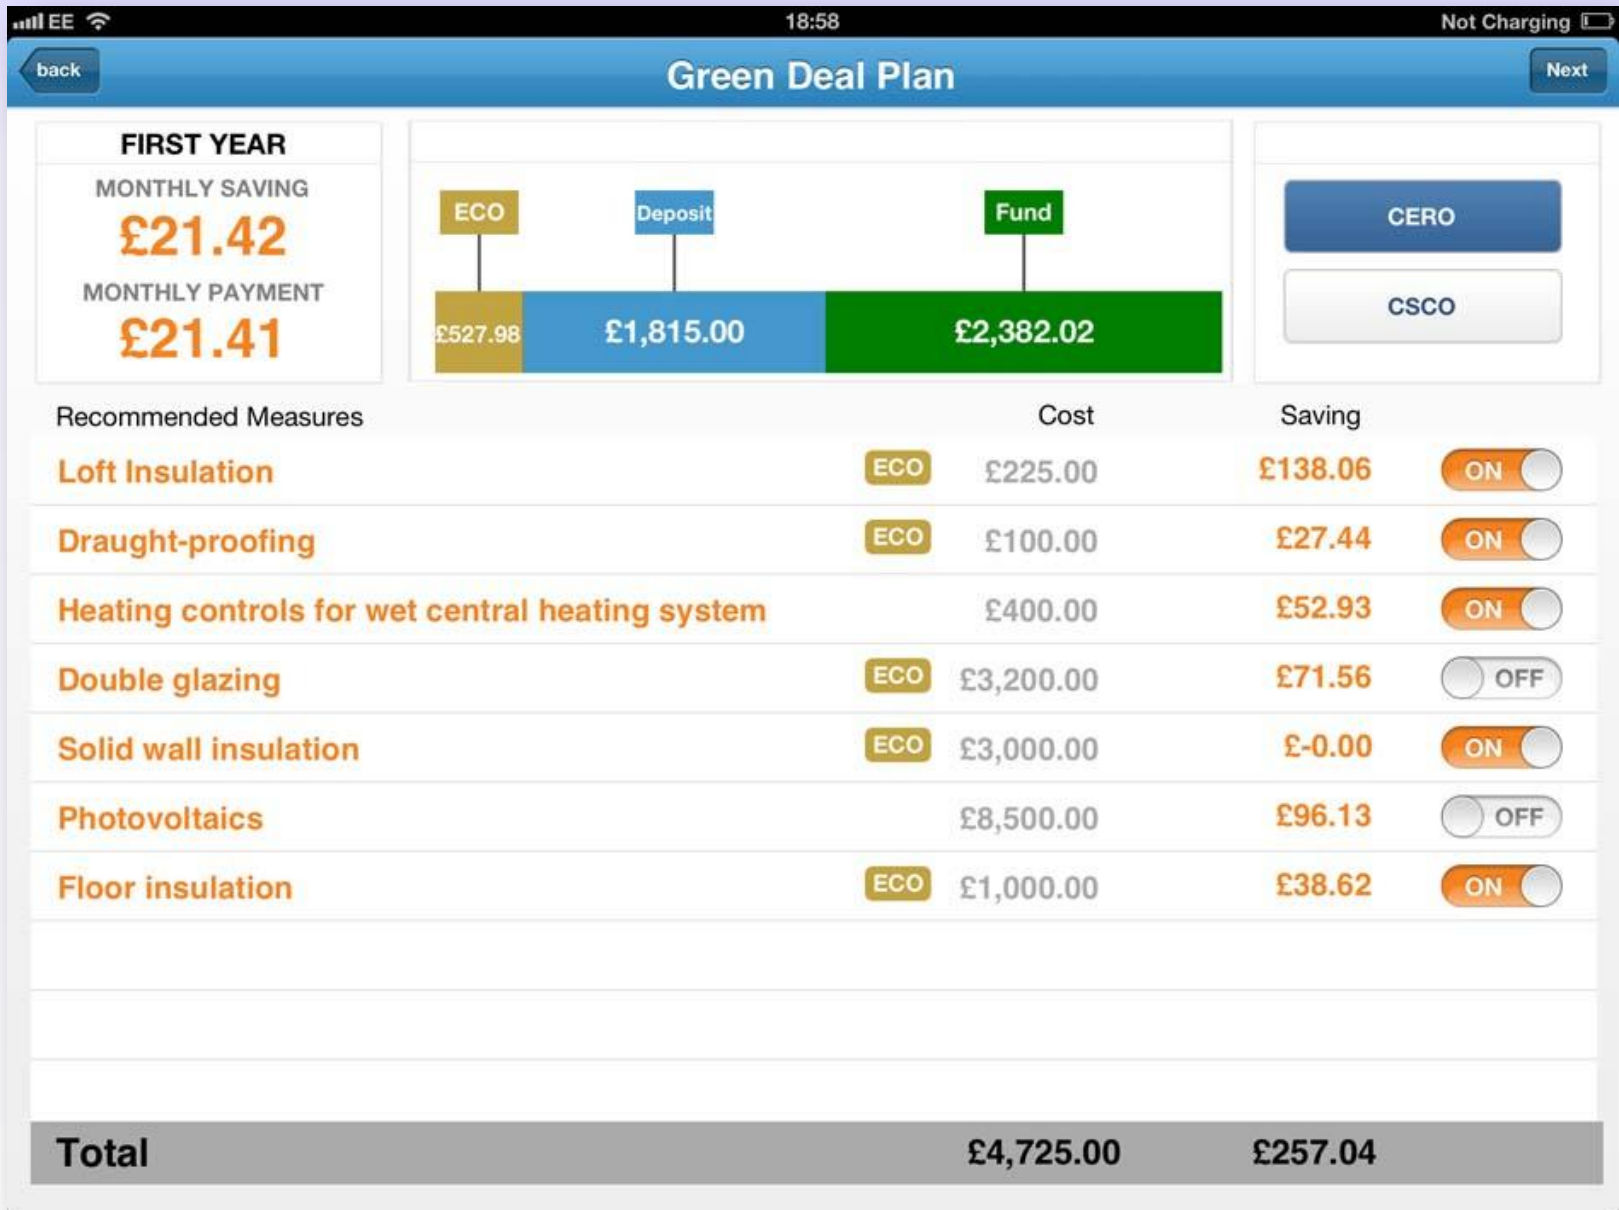 EE 18:58 Not Charging
back Green Deal Plan Next
FIRST YEAR
MONTHLY SAVING
£21.42
MONTHLY PAYMENT
£21.41
ECO Deposit Fund
£527.98 £1,815.00 £2,382.02
CERO
CSCO
Recommended Measures Cost Saving
Loft Insulation ECO £225.00 £138.06 ON
Draught-proofing ECO £100.00 £27.44 ON
Heating controls for wet central heating system £400.00 £52.93 ON
Double glazing ECO £3,200.00 £71.56 OFF
Solid wall insulation ECO £3,000.00 £-0.00 ON
Photovoltaics £8,500.00 £96.13 OFF
Floor insulation ECO £1,000.00 £38.62 ON
Total £4,725.00 £257.04